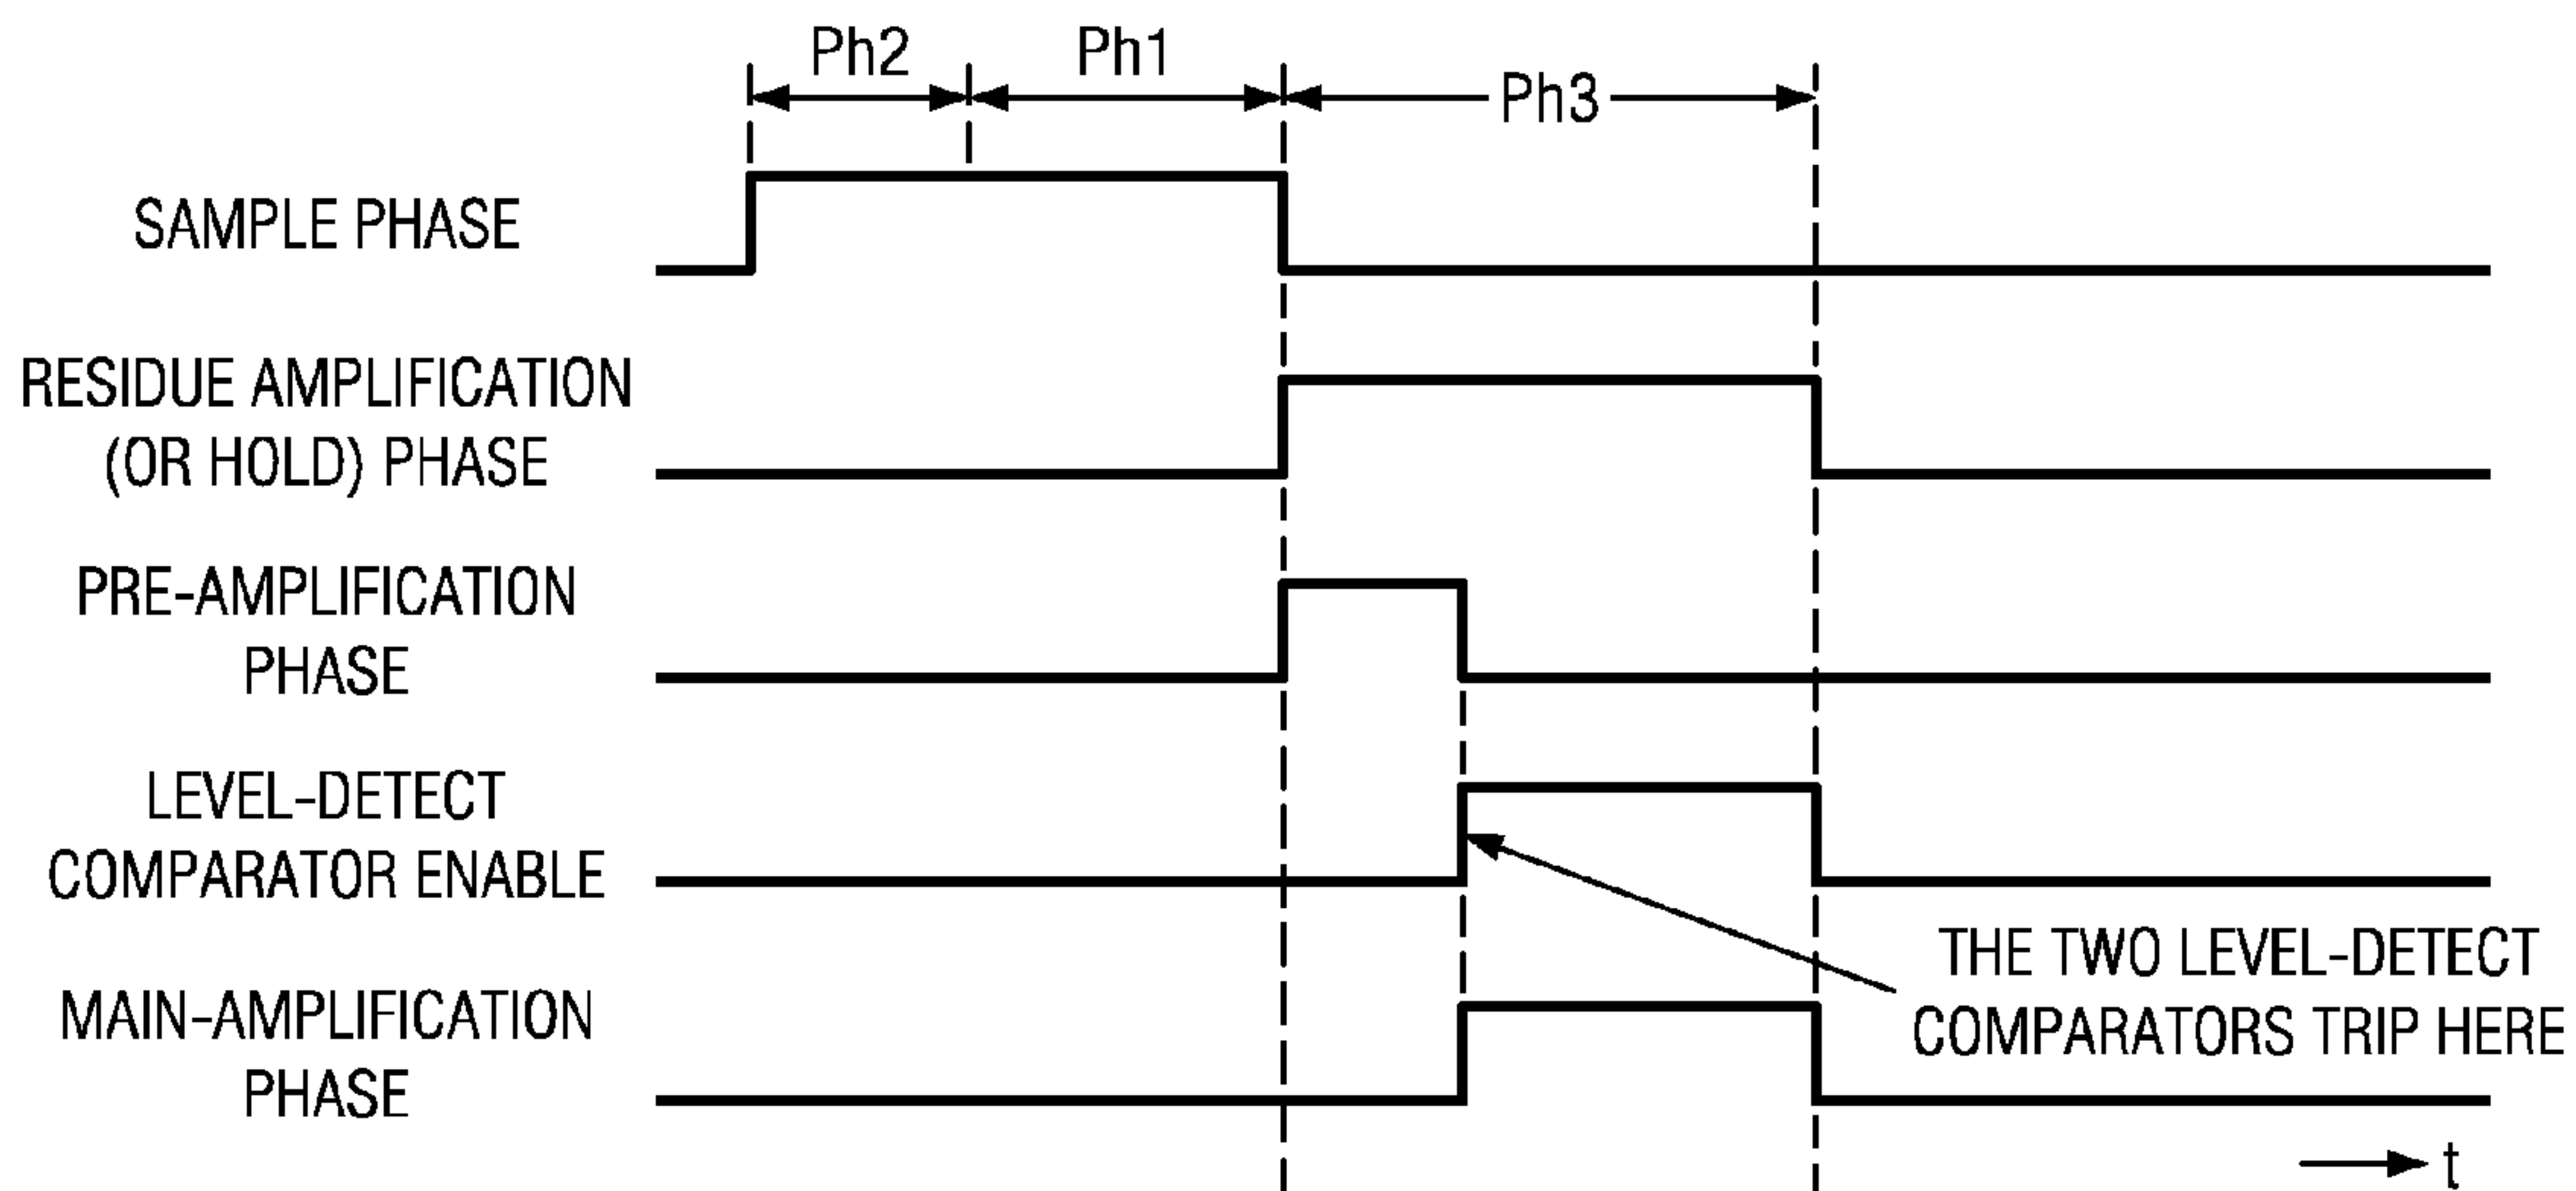 Ph2
Ph1
Ph3
SAMPLE PHASE
RESIDUE AMPLIFICATION
(OR HOLD) PHASE
PRE-AMPLIFICATION
PHASE
LEVEL-DETECT
COMPARATOR ENABLE
THE TWO LEVEL-DETECT
COMPARATORS TRIP HERE
MAIN-AMPLIFICATION
PHASE
t